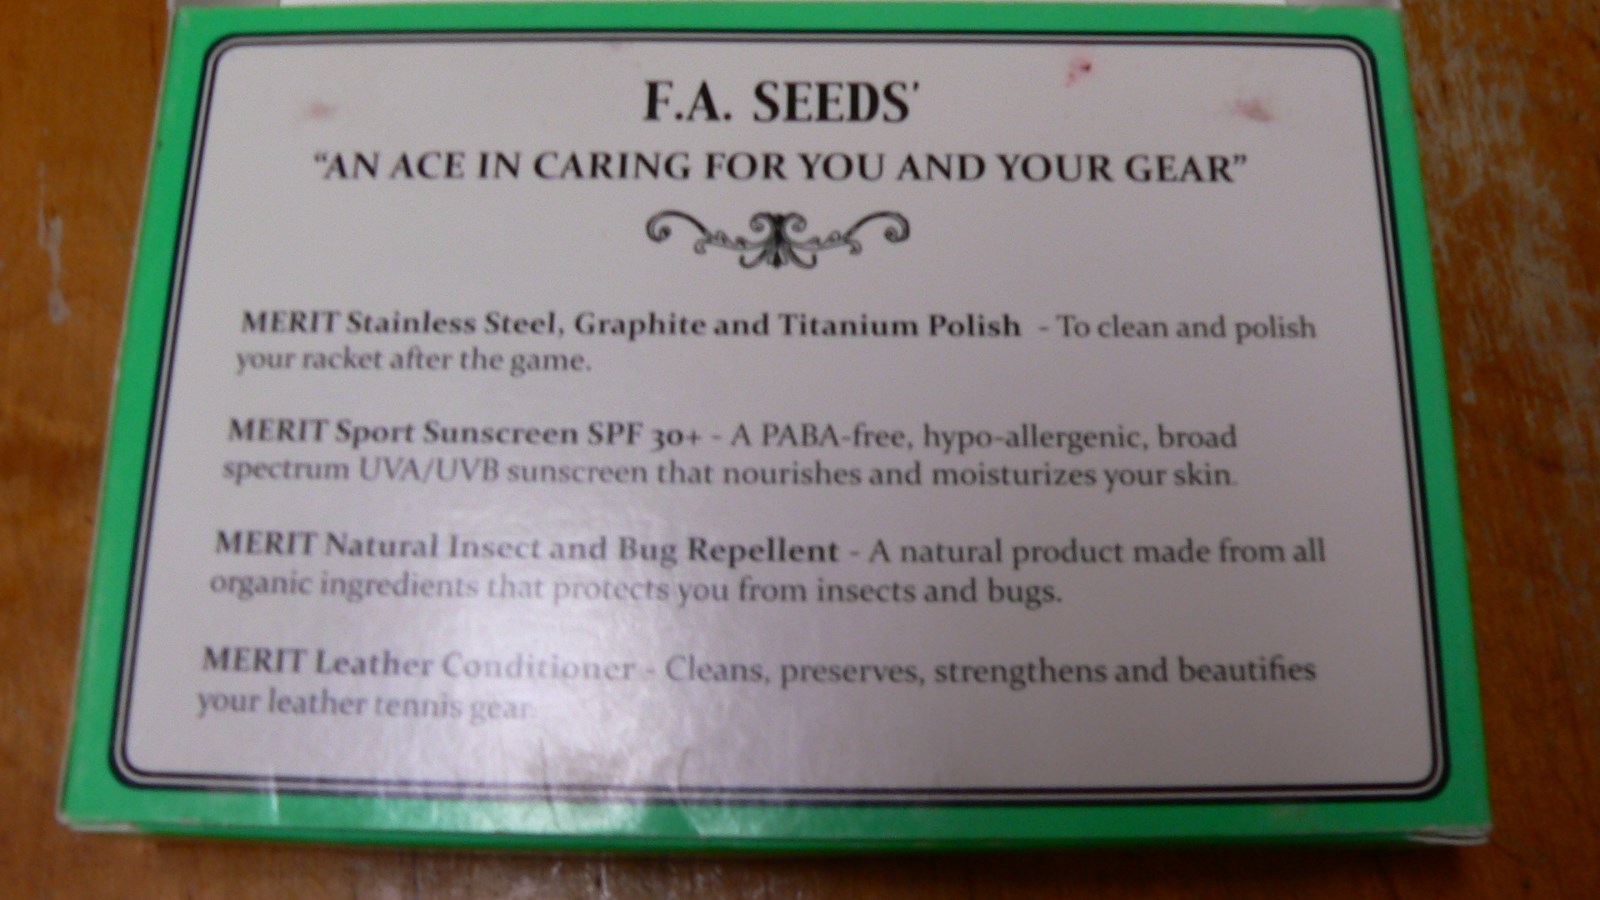 F.A. SEEDS'
“AN ACE IN CARING FOR YOU AND YOUR GEAR”
MERIT Stainless Steel, Graphite and Titanium Polish - To clean and polish
your racket after the game.
MERIT Sport Sunscreen SPF 30+ - A PABA-free, hypo-allergenic, broad
spectrum UVA/UVB sunscreen that nourishes and moisturizes your skin.
MERIT Natural Insect and Bug Repellent - A natural product made from all
organic ingredients that protects you from insects and bugs.
MERIT Leather Conditioner - Cleans, preserves, strengthens and beautifies
your leather tennis gear.